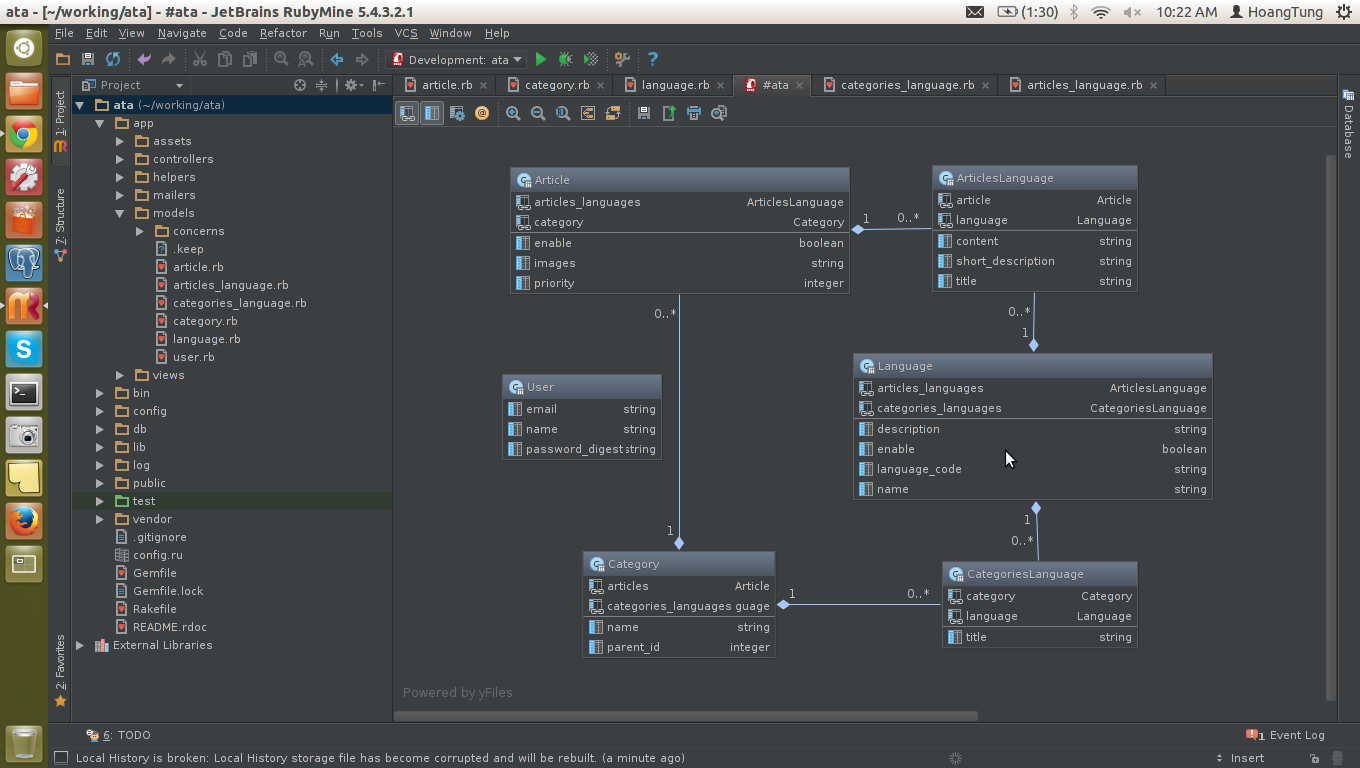 ata - [~/working/ata] - #ata - JetBrains RubyMine 5.4.3.2.1
(1:30) 10:22 AM HoangTung
File Edit View Navigate Code Refactor Run Tools VCS Window Help
Development: ata
Project
article.rb category.rb language.rb #ata categories_language.rb articles_language.rb
1: Project
7: Structure
2: Favorites
ata (~/working/ata)
app
assets
controllers
helpers
mailers
models
concerns
.keep
article.rb
articles_language.rb
categories_language.rb
category.rb
language.rb
user.rb
views
bin
config
db
lib
log
public
test
vendor
.gitignore
config.ru
Gemfile
Gemfile.lock
Rakefile
README.rdoc
External Libraries
Article
articles_languages ArticlesLanguage
category Category
enable boolean
images string
priority integer
1 0..*
ArticlesLanguage
article Article
language Language
content string
short_description string
title string
0..*
1
0..*
1
User
email string
name string
password_digest string
Language
articles_languages ArticlesLanguage
categories_languages CategoriesLanguage
description string
enable boolean
language_code string
name string
1
0..*
Category
articles Article
categories_languages guage
name string
parent_id integer
1 0..*
CategoriesLanguage
category Category
language Language
title string
Powered by yFiles
Database
6: TODO
1 Event Log
Local History is broken: Local History storage file has become corrupted and will be rebuilt. (a minute ago)
Insert